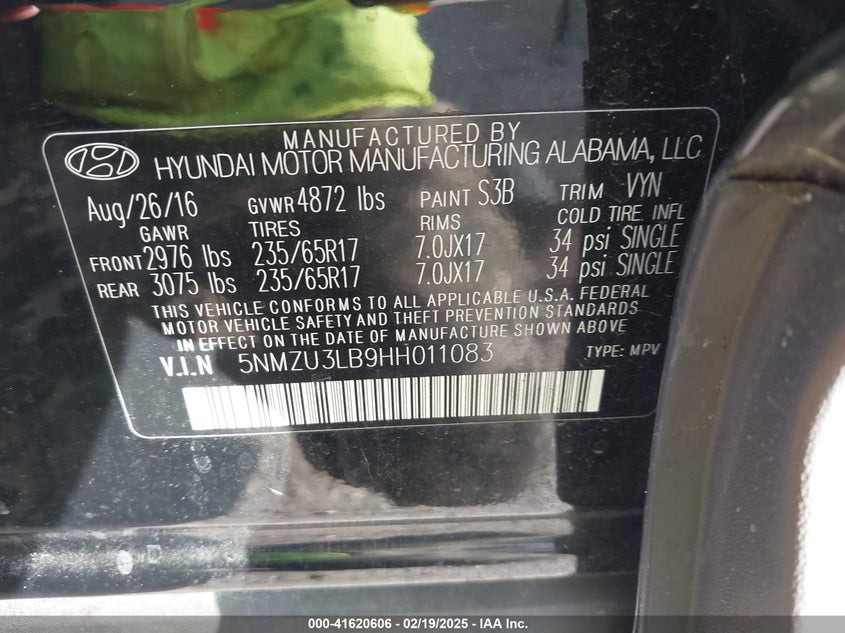 MANUFACTURED BY
HYUNDAI MOTOR MANUFACTURING ALABAMA, LLC
Aug/26/16 GVWR 4872 lbs PAINT S3B TRIM VYN
GAWR TIRES RIMS COLD TIRE INFL
FRONT 2976 lbs 235/65R17 7.0JX17 34 psi SINGLE
REAR 3075 lbs 235/65R17 7.0JX17 34 psi SINGLE
THIS VEHICLE CONFORMS TO ALL APPLICABLE U.S.A. FEDERAL
MOTOR VEHICLE SAFETY AND THEFT PREVENTION STANDARDS
IN EFFECT ON THE DATE OF MANUFACTURE SHOWN ABOVE
V.I.N 5NMZU3LB9HH011083 TYPE: MPV
000-41620606 - 02/19/2025 - IAA Inc.